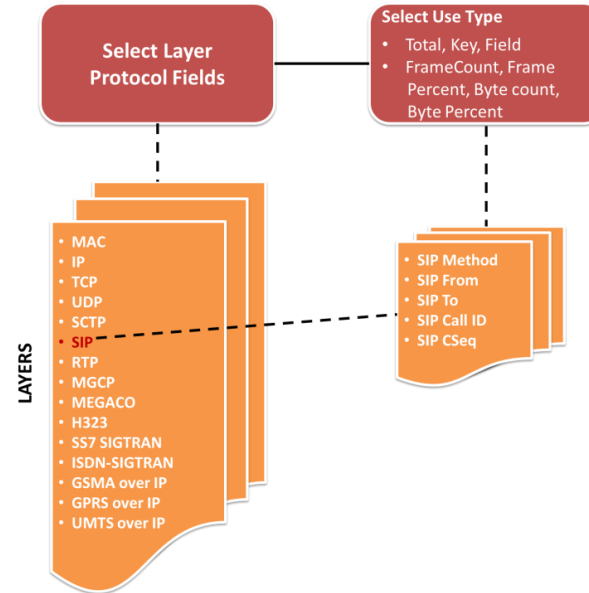 Select Layer
Protocol Fields
Select Use Type
• Total, Key, Field
• FrameCount, Frame
Percent, Byte count,
Byte Percent
LAYERS
• MAC
• IP
• TCP
• UDP
• SCTP
• SIP
• RTP
• MGCP
• MEGACO
• H323
• SS7 SIGTRAN
• ISDN-SIGTRAN
• GSMA over IP
• GPRS over IP
• UMTS over IP
• SIP Method
• SIP From
• SIP To
• SIP Call ID
• SIP CSeq